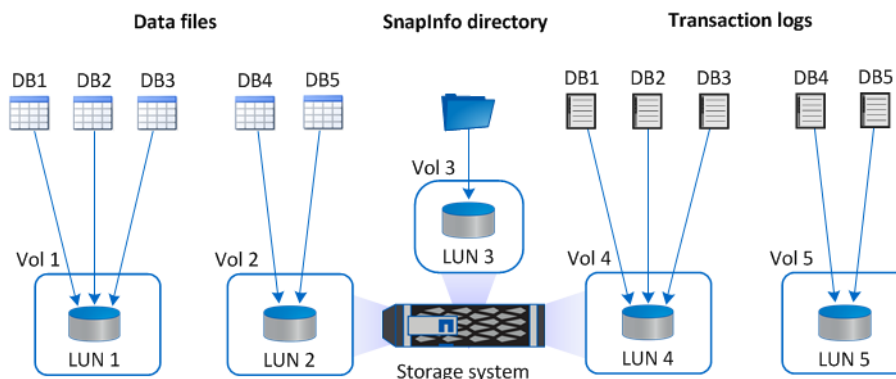 Data files SnapInfo directory Transaction logs
DB1 DB2 DB3 DB4 DB5 DB1 DB2 DB3 DB4 DB5
Vol 3
LUN 3
Vol 1 Vol 2 Vol 4 Vol 5
LUN 1 LUN 2 LUN 4 LUN 5
Storage system